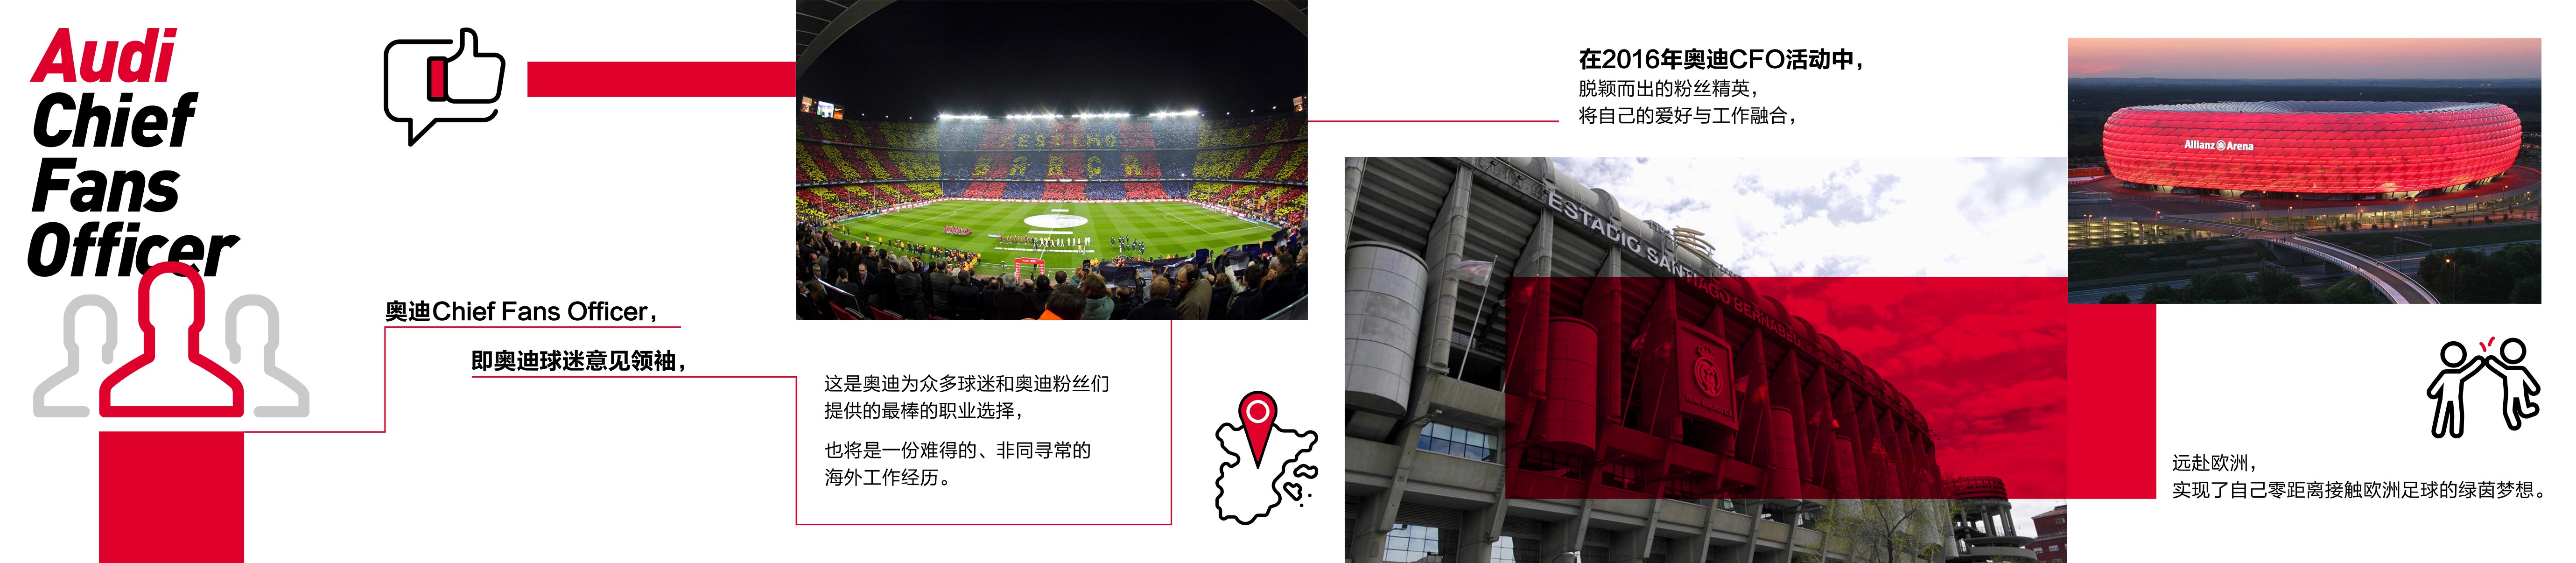 Audi
Chief
Fans
Officer
奥迪Chief Fans Officer，
即奥迪球迷意见领袖，
这是奥迪为众多球迷和奥迪粉丝们
提供的最棒的职业选择，
也将是一份难得的、非同寻常的
海外工作经历。
在2016年奥迪CFO活动中，
脱颖而出的粉丝精英，
将自己的爱好与工作融合，
ESTADIO SANTIAGO BERNABEU
Allianz Arena
远赴欧洲，
实现了自己零距离接触欧洲足球的绿茵梦想。